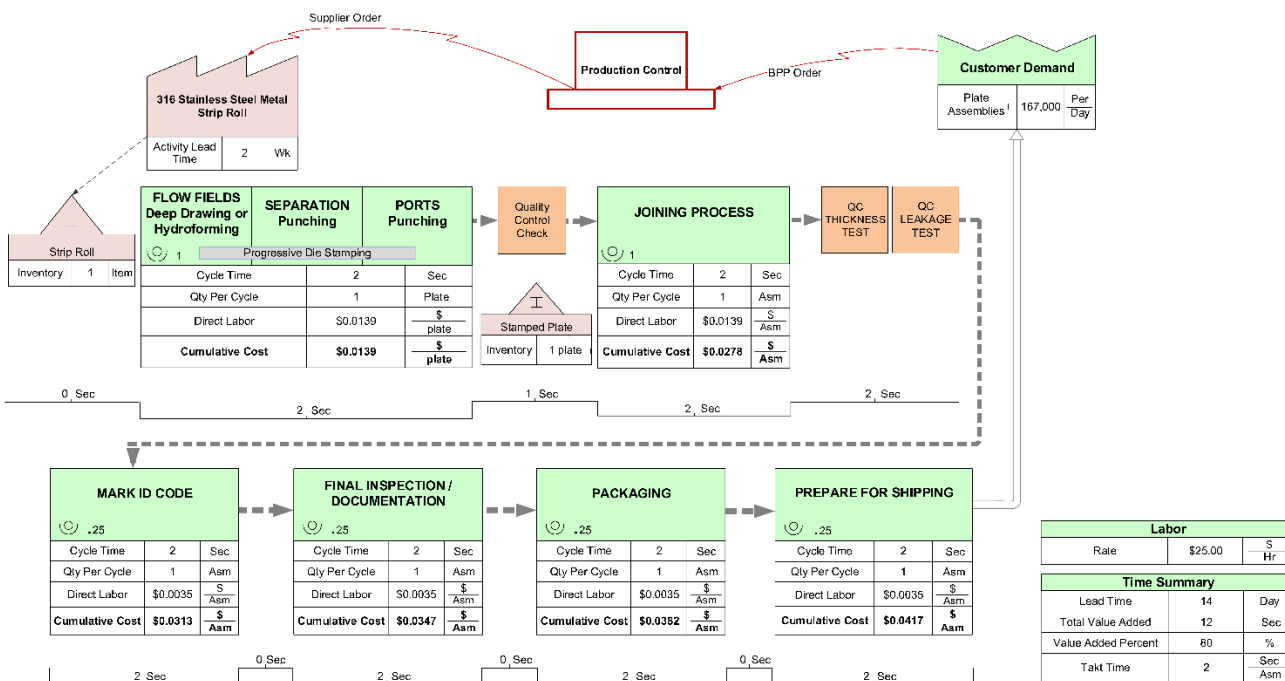 Supplier Order
Production Control
BPP Order
Customer Demand
Plate Assemblies 167,000 Per Day
316 Stainless Steel Metal
Strip Roll
Activity Lead Time 2 Wk
Strip Roll
Inventory 1 Item
FLOW FIELDS
Deep Drawing or
Hydroforming
SEPARATION
Punching
PORTS
Punching
1
Progressive Die Stamping
Cycle Time 2 Sec
Qty Per Cycle 1 Plate
Direct Labor $0.0139 $ plate
Cumulative Cost $0.0139 $ plate
Quality
Control
Check
I
Stamped Plate
Inventory 1 plate
JOINING PROCESS
1
Cycle Time 2 Sec
Qty Per Cycle 1 Asm
Direct Labor $0.0139 $ Asm
Cumulative Cost $0.0278 $ Asm
QC
THICKNESS
TEST
QC
LEAKAGE
TEST
0 Sec
2 Sec
1 Sec
2 Sec
2 Sec
MARK ID CODE
.25
Cycle Time 2 Sec
Qty Per Cycle 1 Asm
Direct Labor $0.0035 $ Asm
Cumulative Cost $0.0313 $ Asm
FINAL INSPECTION /
DOCUMENTATION
.25
Cycle Time 2 Sec
Qty Per Cycle 1 Asm
Direct Labor $0.0035 $ Asm
Cumulative Cost $0.0347 $ Asm
PACKAGING
.25
Cycle Time 2 Sec
Qty Per Cycle 1 Asm
Direct Labor $0.0035 $ Asm
Cumulative Cost $0.0382 $ Asm
PREPARE FOR SHIPPING
.25
Cycle Time 2 Sec
Qty Per Cycle 1 Asm
Direct Labor $0.0035 $ Asm
Cumulative Cost $0.0417 $ Asm
2 Sec
0 Sec
2 Sec
0 Sec
2 Sec
0 Sec
2 Sec
Labor
Rate $25.00 $ Hr
Time Summary
Lead Time 14 Day
Total Value Added 12 Sec
Value Added Percent 80 %
Takt Time 2 Sec Asm